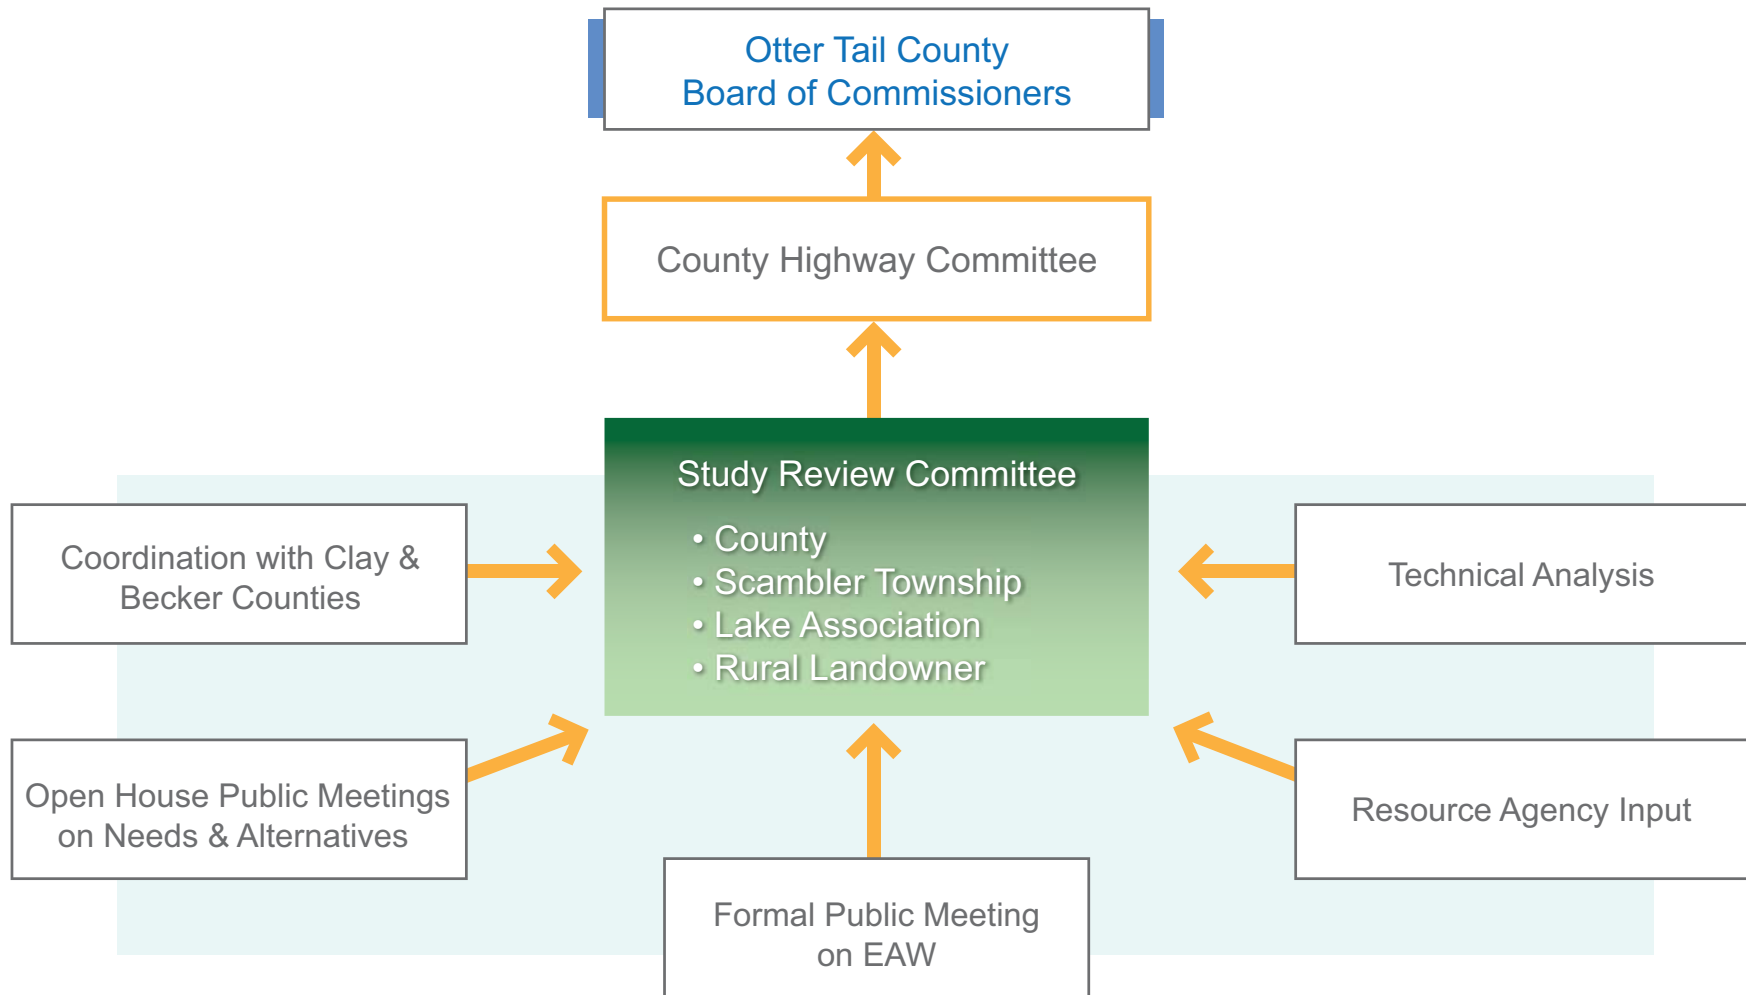 Otter Tail County
Board of Commissioners
County Highway Committee
Study Review Committee
• County
• Scambler Township
• Lake Association
• Rural Landowner
Coordination with Clay &
Becker Counties
Technical Analysis
Open House Public Meetings
on Needs & Alternatives
Resource Agency Input
Formal Public Meeting
on EAW